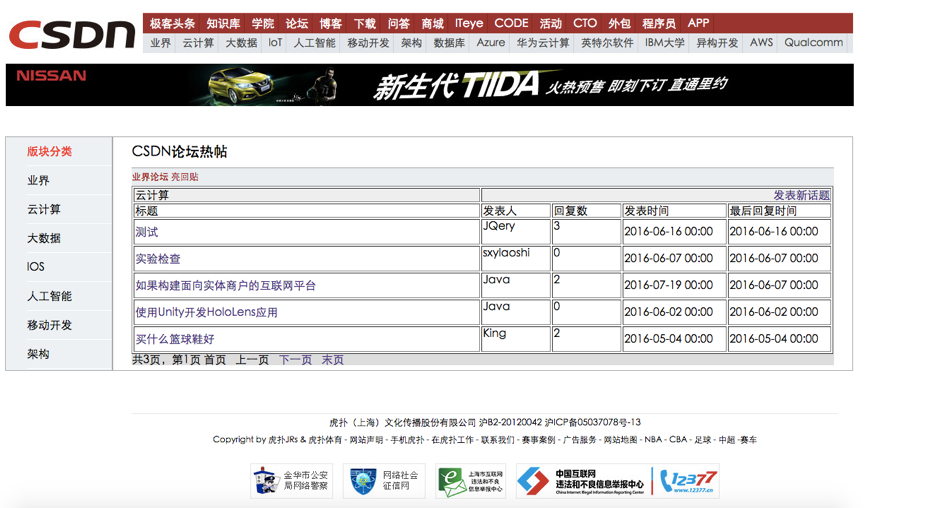 CSDN
极客头条 知识库 学院 论坛 博客 下载 问答 商城 ITeye CODE 活动 CTO 外包 程序员 APP
业界 云计算 大数据 IoT 人工智能 移动开发 架构 数据库 Azure 华为云计算 英特尔软件 IBM大学 异构开发 AWS Qualcomm
NISSAN
新生代 TIIDA 火热预售 即刻下订 直通里约
版块分类
业界
云计算
大数据
IOS
人工智能
移动开发
架构
CSDN论坛热帖
业界论坛 亮回贴
云计算 发表新话题
标题 发表人 回复数 发表时间 最后回复时间
测试 JQery 3 2016-06-16 00:00 2016-06-16 00:00
实验检查 sxylaoshi 0 2016-06-07 00:00 2016-06-07 00:00
如果构建面向实体商户的互联网平台 Java 2 2016-07-19 00:00 2016-06-07 00:00
使用Unity开发HoloLens应用 Java 0 2016-06-02 00:00 2016-06-02 00:00
买什么篮球鞋好 King 2 2016-05-04 00:00 2016-05-04 00:00
共3页，第1页 首页 上一页 下一页 末页
虎扑（上海）文化传播股份有限公司 沪B2-20120042 沪ICP备05037078号-13
Copyright by 虎扑JRs & 虎扑体育 - 网站声明 - 手机虎扑 - 在虎扑工作 - 联系我们 - 赛事案例 - 广告服务 - 网站地图 - NBA - CBA - 足球 - 中超 -赛车
金华市公安
局网络警察
网络社会
征信网
上海市互联网
违法和不良
信息举报中心
中国互联网
违法和不良信息举报中心
China Internet Illegal Information Reporting Center
12377
www.12377.cn